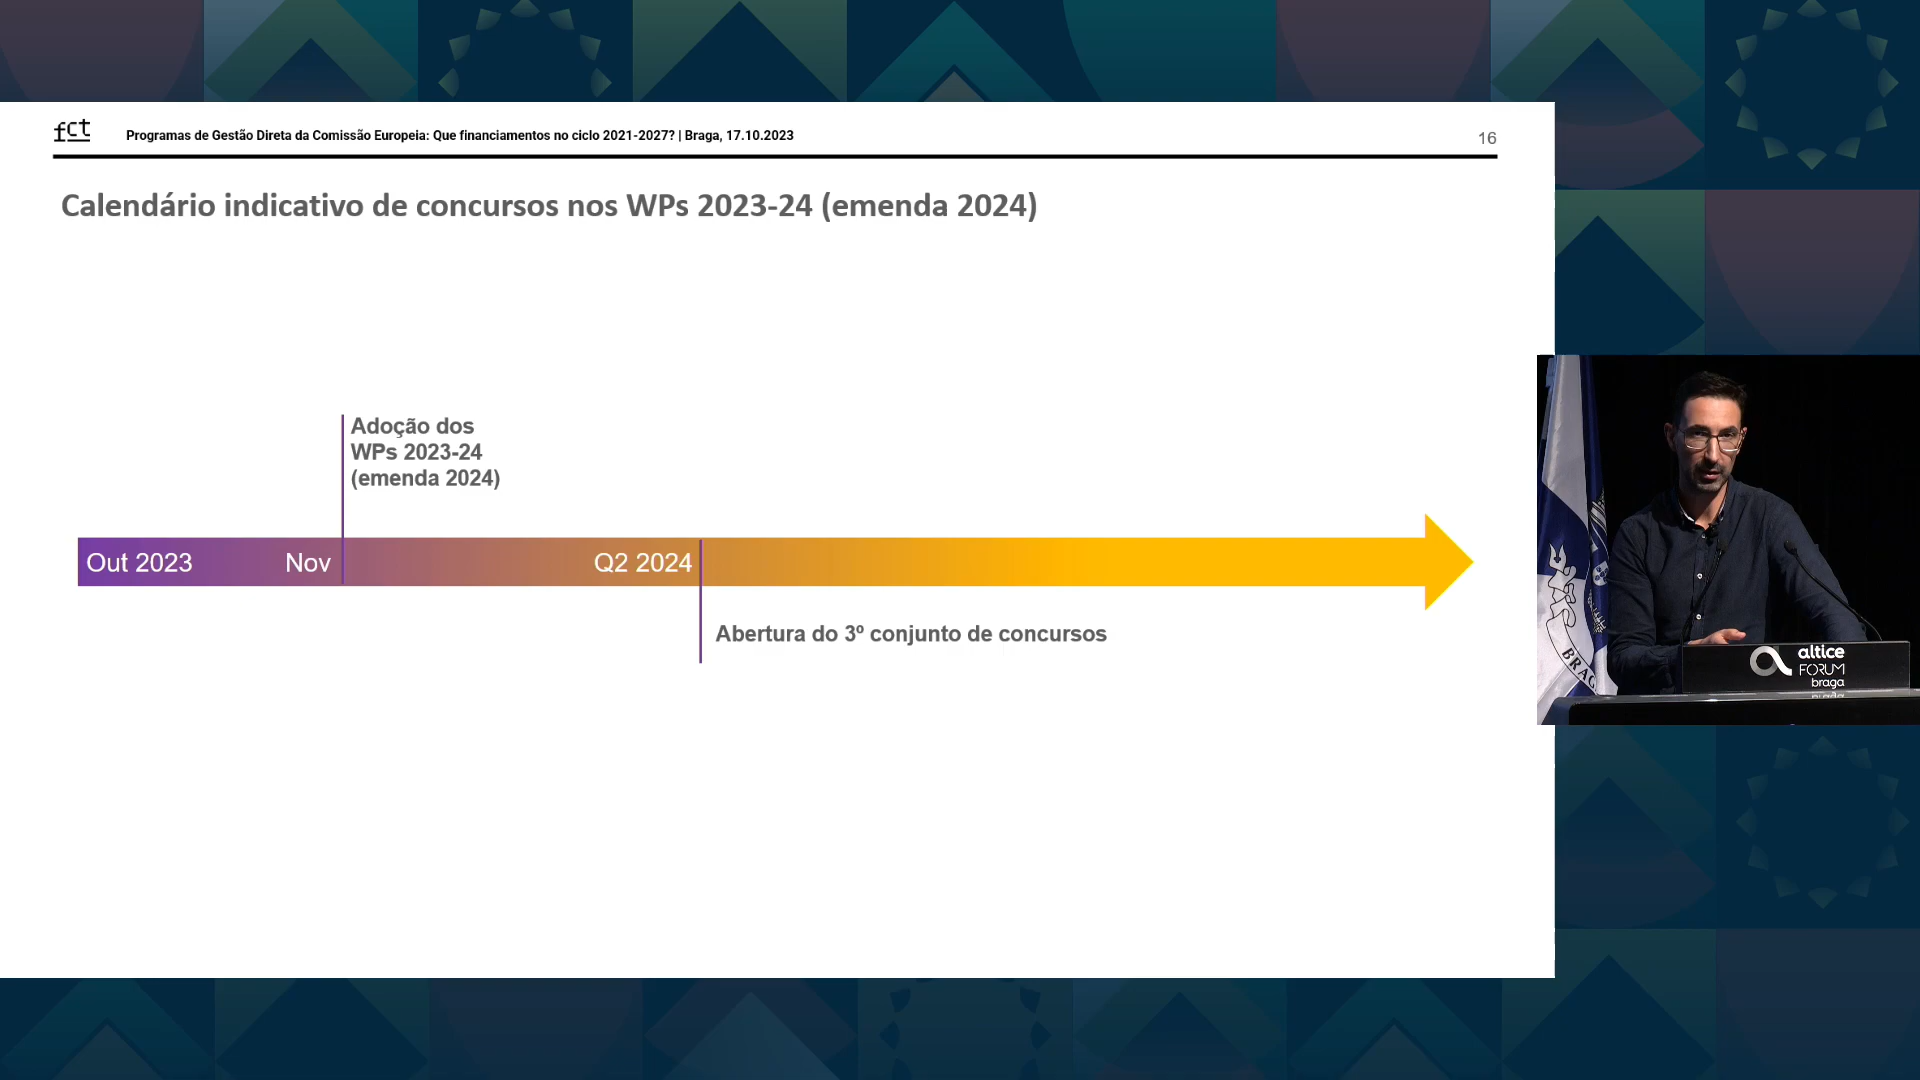 fct
Programas de Gestão Direta da Comissão Europeia: Que financiamentos no ciclo 2021-2027? | Braga, 17.10.2023
16
Calendário indicativo de concursos nos WPs 2023-24 (emenda 2024)
Adoção dos
WPs 2023-24
(emenda 2024)
Out 2023
Nov
Q2 2024
Abertura do 3º conjunto de concursos
BRAG
altice
FORUM
braga